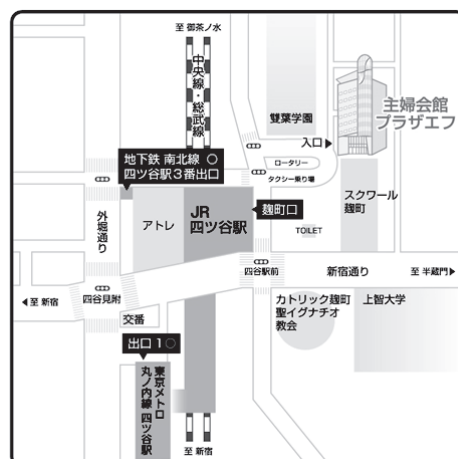 至 御茶ノ水
中央線・総武線
雙葉学園
主婦会館
プラザエフ
入口
ロータリー
タクシー乗り場
地下鉄 南北線 ○
四ツ谷駅3番出口
外堀通り
アトレ
JR
四ツ谷駅
麹町口
スクワール
麹町
TOILET
四谷駅前
新宿通り
至 半蔵門
至 新宿
四谷見附
交番
カトリック麹町
聖イグナチオ
教会
上智大学
出口 1 ○
東京メトロ
丸ノ内線 四ツ谷駅
至 新宿